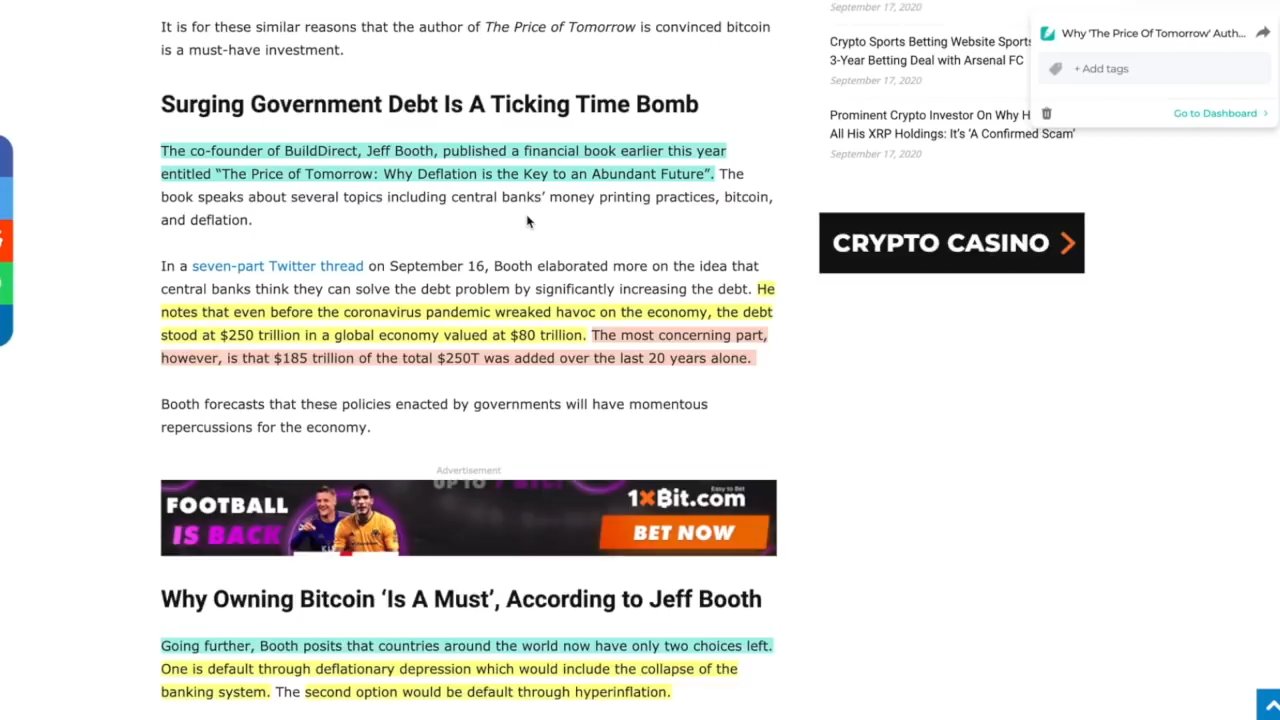 It is for these similar reasons that the author of The Price of Tomorrow is convinced bitcoin
is a must-have investment.
Surging Government Debt Is A Ticking Time Bomb
The co-founder of BuildDirect, Jeff Booth, published a financial book earlier this year
entitled “The Price of Tomorrow: Why Deflation is the Key to an Abundant Future”. The
book speaks about several topics including central banks’ money printing practices, bitcoin,
and deflation.
In a seven-part Twitter thread on September 16, Booth elaborated more on the idea that
central banks think they can solve the debt problem by significantly increasing the debt. He
notes that even before the coronavirus pandemic wreaked havoc on the economy, the debt
stood at $250 trillion in a global economy valued at $80 trillion. The most concerning part,
however, is that $185 trillion of the total $250T was added over the last 20 years alone.
Booth forecasts that these policies enacted by governments will have momentous
repercussions for the economy.
Advertisement
FOOTBALL
IS BACK
UP TO
Easy to Bet
1XBit.com
BET NOW
Why Owning Bitcoin ‘Is A Must’, According to Jeff Booth
Going further, Booth posits that countries around the world now have only two choices left.
One is default through deflationary depression which would include the collapse of the
banking system. The second option would be default through hyperinflation.
September 17, 2020
Crypto Sports Betting Website Sports
3-Year Betting Deal with Arsenal FC
September 17, 2020
Prominent Crypto Investor On Why H
All His XRP Holdings: It’s ‘A Confirmed Scam’
September 17, 2020
CRYPTO CASINO >
Why 'The Price Of Tomorrow' Auth...
+ Add tags
Go to Dashboard >